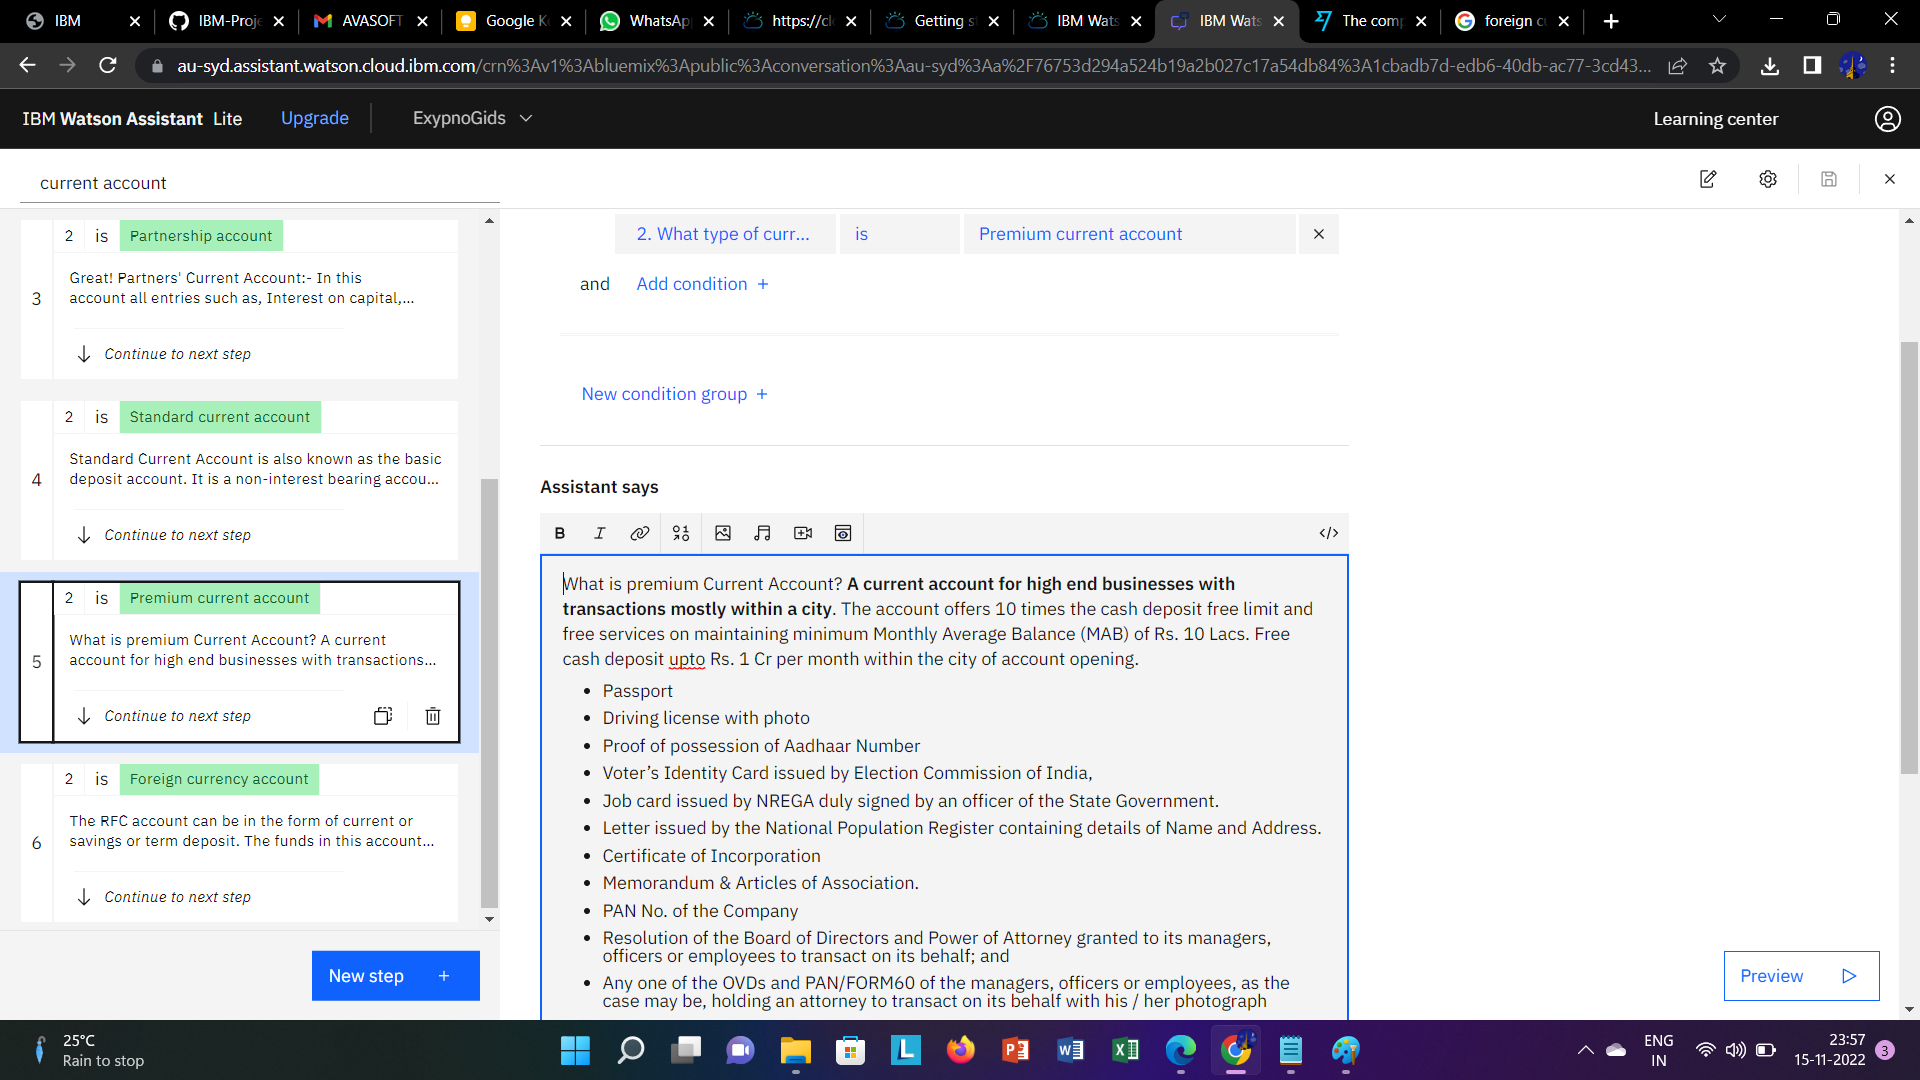 IBM
IBM-Proje
AVASOFT
Google Ke
WhatsAp
https://cl
Getting s
IBM Wats
IBM Wats
The comp
foreign cu
au-syd.assistant.watson.cloud.ibm.com/crn%3Av1%3Abluemix%3Apublic%3Aconversation%3Aau-syd%3Aa%2F76753d294a524b19a2b027c17a54db84%3A1cbadb7d-edb6-40db-ac77-3cd43...
IBM Watson Assistant Lite
Upgrade
ExypnoGids
Learning center
current account
2 is Partnership account
3
Great! Partners' Current Account:- In this
account all entries such as, Interest on capital,...
Continue to next step
2 is Standard current account
4
Standard Current Account is also known as the basic
deposit account. It is a non-interest bearing accou...
Continue to next step
2 is Premium current account
5
What is premium Current Account? A current
account for high end businesses with transactions...
Continue to next step
2 is Foreign currency account
6
The RFC account can be in the form of current or
savings or term deposit. The funds in this account...
Continue to next step
New step +
2. What type of curr... is Premium current account ×
and Add condition +
New condition group +
Assistant says
B I </>
What is premium Current Account? A current account for high end businesses with
transactions mostly within a city. The account offers 10 times the cash deposit free limit and
free services on maintaining minimum Monthly Average Balance (MAB) of Rs. 10 Lacs. Free
cash deposit upto Rs. 1 Cr per month within the city of account opening.
• Passport
• Driving license with photo
• Proof of possession of Aadhaar Number
• Voter’s Identity Card issued by Election Commission of India,
• Job card issued by NREGA duly signed by an officer of the State Government.
• Letter issued by the National Population Register containing details of Name and Address.
• Certificate of Incorporation
• Memorandum & Articles of Association.
• PAN No. of the Company
• Resolution of the Board of Directors and Power of Attorney granted to its managers,
officers or employees to transact on its behalf; and
• Any one of the OVDs and PAN/FORM60 of the managers, officers or employees, as the
case may be, holding an attorney to transact on its behalf with his / her photograph
Preview
25°C
Rain to stop
ENG
IN
23:57
15-11-2022
3